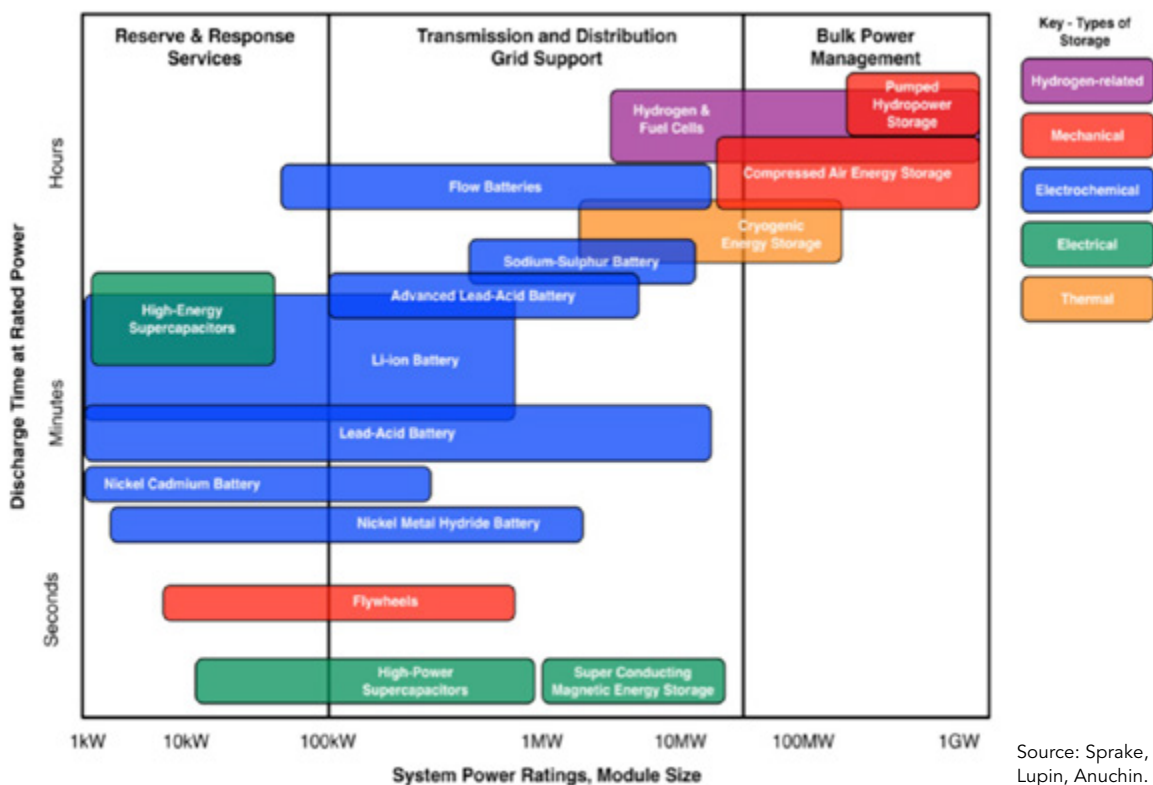 Reserve & Response
Services
Transmission and Distribution
Grid Support
Bulk Power
Management
Key - Types of
Storage
Hydrogen-related
Mechanical
Electrochemical
Electrical
Thermal
Pumped
Hydropower
Storage
Hydrogen &
Fuel Cells
Compressed Air Energy Storage
Flow Batteries
Cryogenic
Energy Storage
Sodium-Sulphur Battery
Advanced Lead-Acid Battery
High-Energy
Supercapacitors
Li-ion Battery
Lead-Acid Battery
Nickel Cadmium Battery
Nickel Metal Hydride Battery
Flywheels
High-Power
Supercapacitors
Super Conducting
Magnetic Energy Storage
Discharge Time at Rated Power
Hours
Minutes
Seconds
1kW
10kW
100kW
1MW
10MW
100MW
1GW
System Power Ratings, Module Size
Source: Sprake,
Lupin, Anuchin.